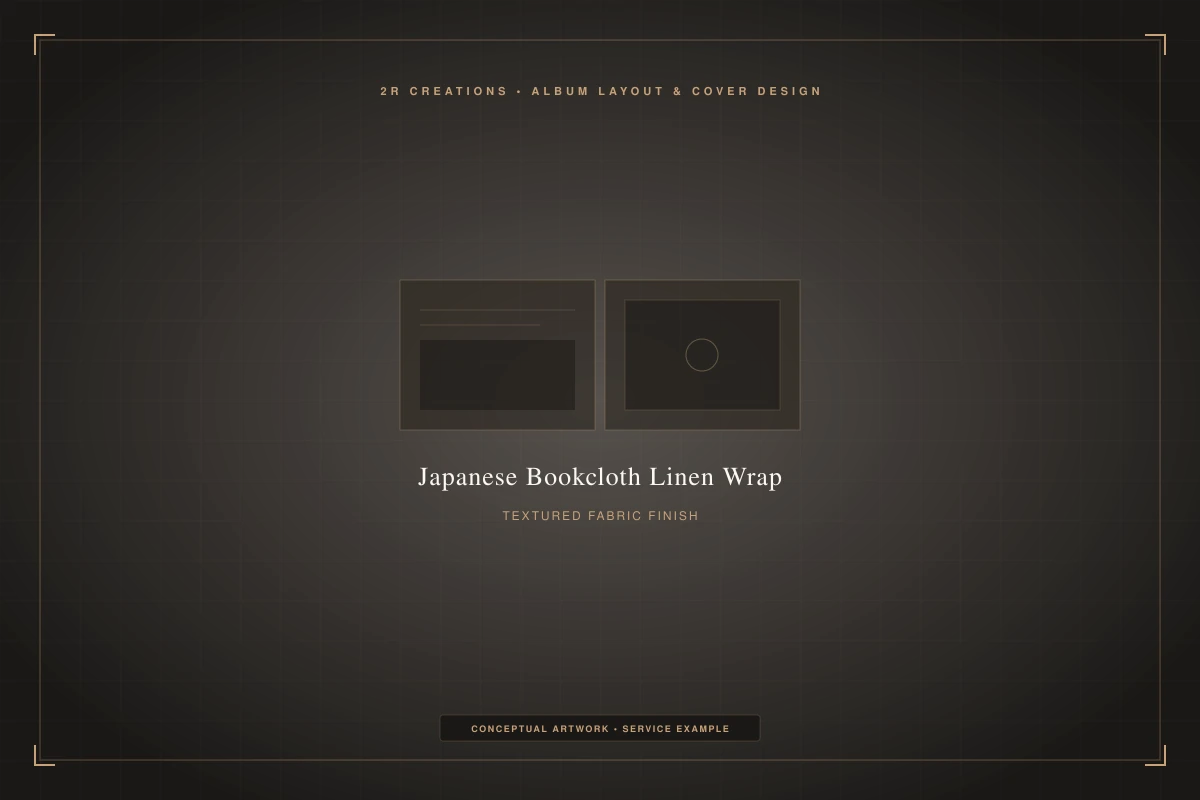 2R CREATIONS • ALBUM LAYOUT & COVER DESIGN
Japanese Bookcloth Linen Wrap
TEXTURED FABRIC FINISH
CONCEPTUAL ARTWORK • SERVICE EXAMPLE